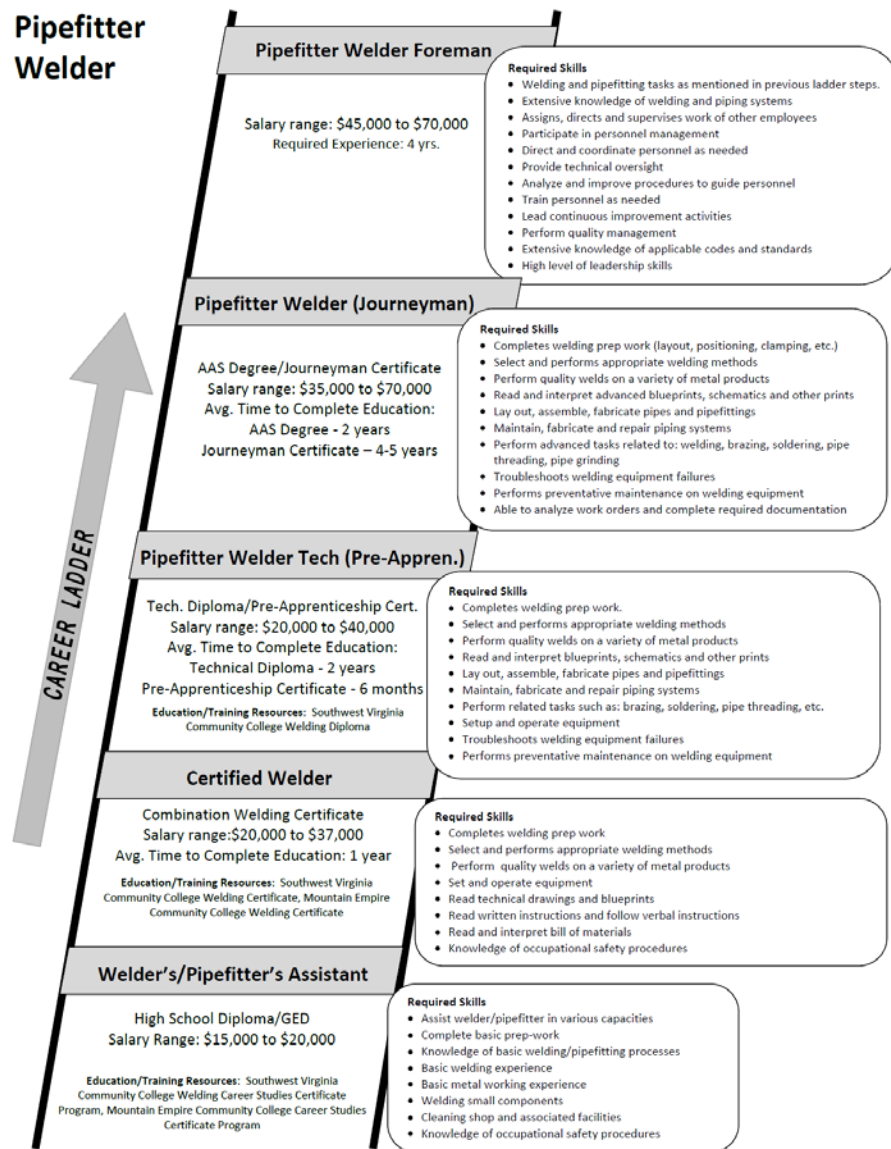 Pipefitter
Welder
Pipefitter Welder Foreman
Salary range: $45,000 to $70,000
Required Experience: 4 yrs.
Required Skills
• Welding and pipefitting tasks as mentioned in previous ladder steps.
• Extensive knowledge of welding and piping systems
• Assigns, directs and supervises work of other employees
• Participate in personnel management
• Direct and coordinate personnel as needed
• Provide technical oversight
• Analyze and improve procedures to guide personnel
• Train personnel as needed
• Lead continuous improvement activities
• Perform quality management
• Extensive knowledge of applicable codes and standards
• High level of leadership skills
Pipefitter Welder (Journeyman)
AAS Degree/Journeyman Certificate
Salary range: $35,000 to $70,000
Avg. Time to Complete Education:
AAS Degree - 2 years
Journeyman Certificate – 4-5 years
Required Skills
• Completes welding prep work (layout, positioning, clamping, etc.)
• Select and performs appropriate welding methods
• Perform quality welds on a variety of metal products
• Read and interpret advanced blueprints, schematics and other prints
• Lay out, assemble, fabricate pipes and pipefittings
• Maintain, fabricate and repair piping systems
• Perform advanced tasks related to: welding, brazing, soldering, pipe
threading, pipe grinding
• Troubleshoots welding equipment failures
• Performs preventative maintenance on welding equipment
• Able to analyze work orders and complete required documentation
CAREER LADDER
Pipefitter Welder Tech (Pre-Appren.)
Tech. Diploma/Pre-Apprenticeship Cert.
Salary range: $20,000 to $40,000
Avg. Time to Complete Education:
Technical Diploma - 2 years
Pre-Apprenticeship Certificate - 6 months
Education/Training Resources: Southwest Virginia
Community College Welding Diploma
Required Skills
• Completes welding prep work.
• Select and performs appropriate welding methods
• Perform quality welds on a variety of metal products
• Read and interpret blueprints, schematics and other prints
• Lay out, assemble, fabricate pipes and pipefittings
• Maintain, fabricate and repair piping systems
• Perform related tasks such as: brazing, soldering, pipe threading, etc.
• Setup and operate equipment
• Troubleshoots welding equipment failures
• Performs preventative maintenance on welding equipment
Certified Welder
Combination Welding Certificate
Salary range:$20,000 to $37,000
Avg. Time to Complete Education: 1 year
Education/Training Resources: Southwest Virginia
Community College Welding Certificate, Mountain Empire
Community College Welding Certificate
Required Skills
• Completes welding prep work
• Select and performs appropriate welding methods
• Perform quality welds on a variety of metal products
• Set and operate equipment
• Read technical drawings and blueprints
• Read written instructions and follow verbal instructions
• Read and interpret bill of materials
• Knowledge of occupational safety procedures
Welder's/Pipefitter's Assistant
High School Diploma/GED
Salary Range: $15,000 to $20,000
Education/Training Resources: Southwest Virginia
Community College Welding Career Studies Certificate
Program, Mountain Empire Community College Career Studies
Certificate Program
Required Skills
• Assist welder/pipefitter in various capacities
• Complete basic prep-work
• Knowledge of basic welding/pipefitting processes
• Basic welding experience
• Basic metal working experience
• Welding small components
• Cleaning shop and associated facilities
• Knowledge of occupational safety procedures